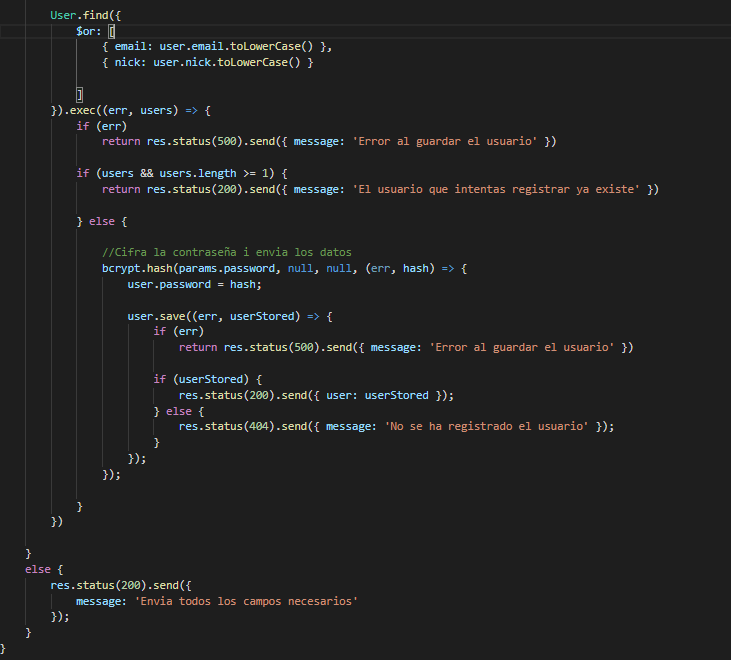 User.find({
$or: [
{ email: user.email.toLowerCase() },
{ nick: user.nick.toLowerCase() }
]
}).exec((err, users) => {
if (err)
return res.status(500).send({ message: 'Error al guardar el usuario' })
if (users && users.length >= 1) {
return res.status(200).send({ message: 'El usuario que intentas registrar ya existe' })
} else {
//Cifra la contraseña i envia los datos
bcrypt.hash(params.password, null, null, (err, hash) => {
user.password = hash;
user.save((err, userStored) => {
if (err)
return res.status(500).send({ message: 'Error al guardar el usuario' })
if (userStored) {
res.status(200).send({ user: userStored });
} else {
res.status(404).send({ message: 'No se ha registrado el usuario' });
}
});
});
}
})
}
else {
res.status(200).send({
message: 'Envia todos los campos necesarios'
});
}
}